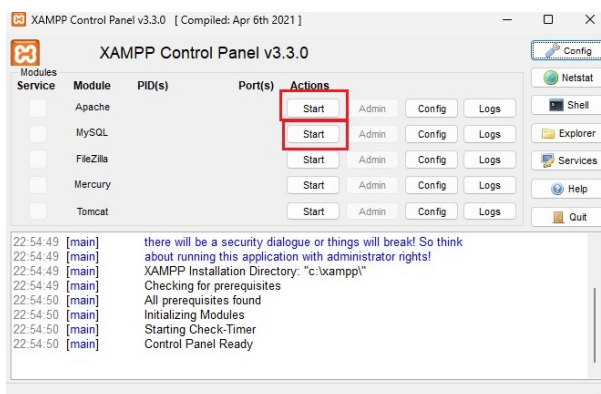 XAMPP Control Panel v3.3.0 [ Compiled: Apr 6th 2021 ]
XAMPP Control Panel v3.3.0
Config
Modules
Service Module PID(s) Port(s) Actions
Netstat
Apache Start Admin Config Logs
Shell
MySQL Start Admin Config Logs
Explorer
FileZilla Start Admin Config Logs
Services
Mercury Start Admin Config Logs
Help
Tomcat Start Admin Config Logs
Quit
22:54:49 [main] there will be a security dialogue or things will break! So think
22:54:49 [main] about running this application with administrator rights!
22:54:49 [main] XAMPP Installation Directory: "c:\xampp\"
22:54:49 [main] Checking for prerequisites
22:54:50 [main] All prerequisites found
22:54:50 [main] Initializing Modules
22:54:50 [main] Starting Check-Timer
22:54:50 [main] Control Panel Ready